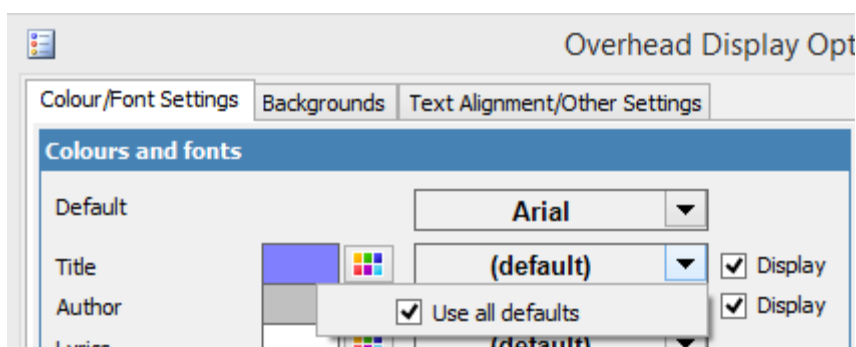 Overhead Display Opt
Colour/Font Settings Backgrounds Text Alignment/Other Settings
Colours and fonts
Default Arial
Title (default) Display
Author Use all defaults Display
Lyrics (default)